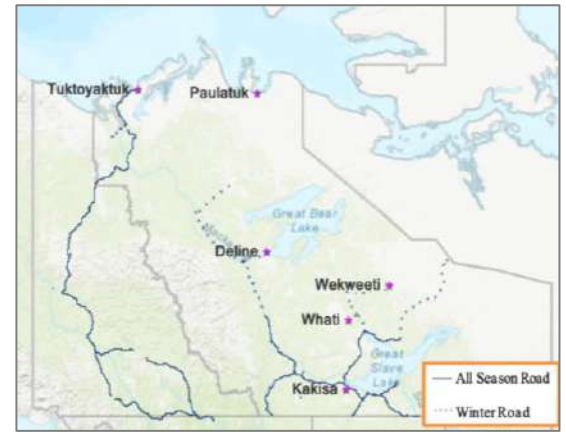 Tuktoyaktuk
Paulatuk
Great Bear
Lake
Deline
Wekweeti
Whati
Great
Slave
Lake
Kakisa
All Season Road
Winter Road